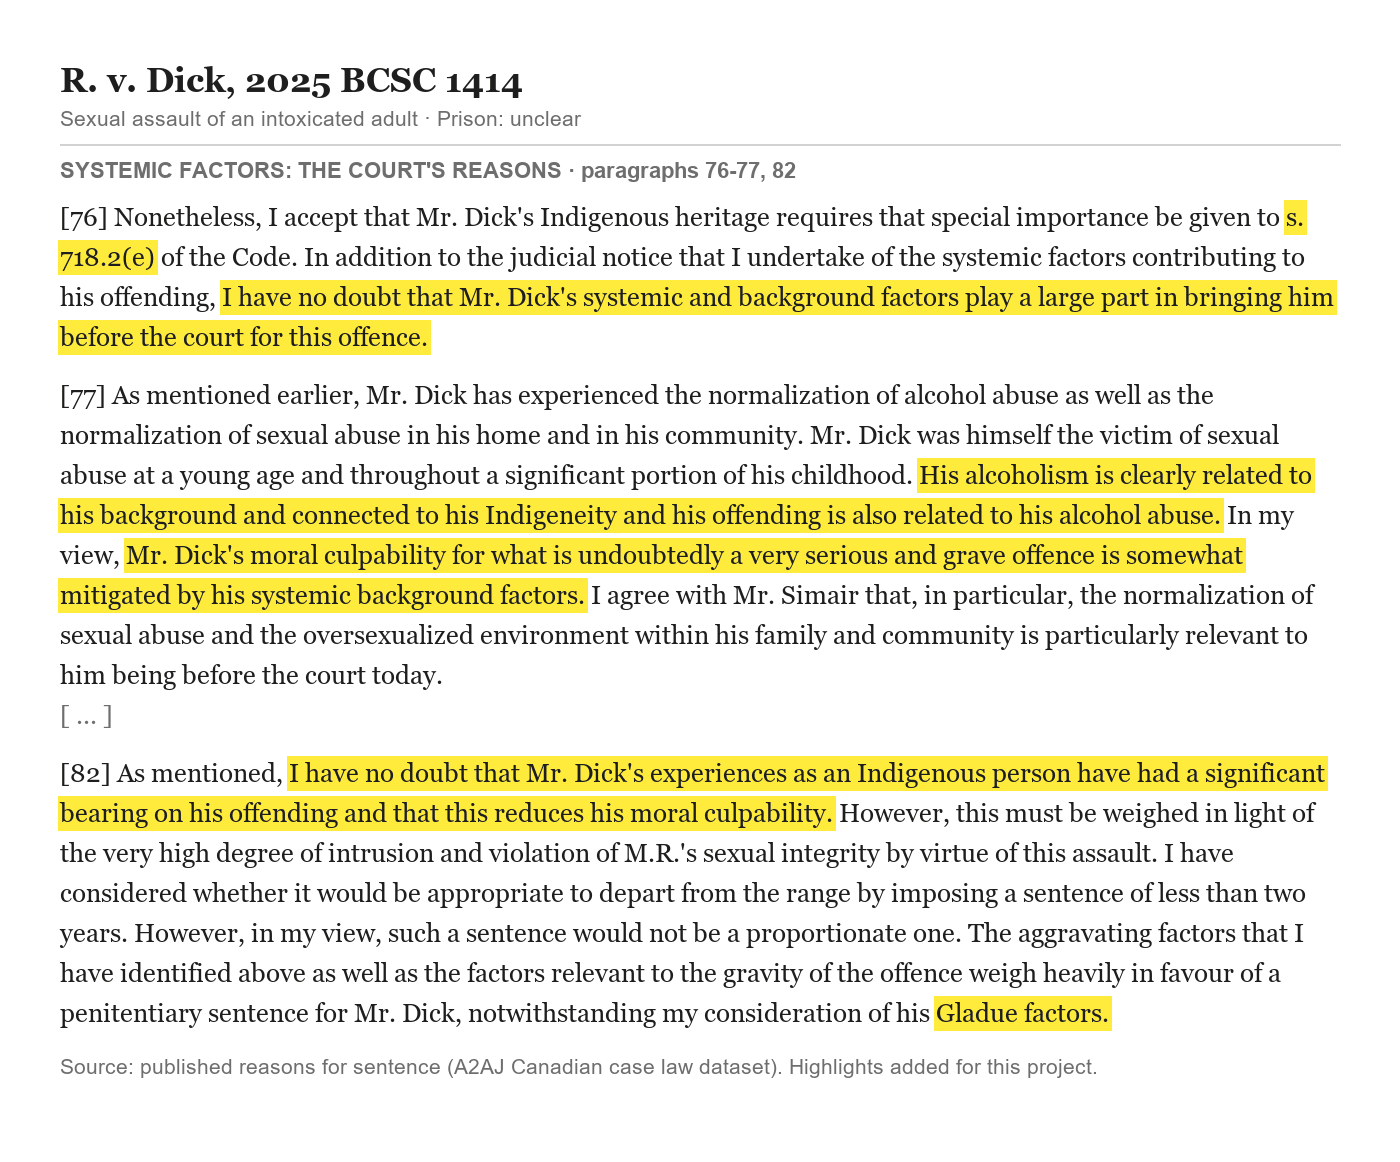 R. v. Dick, 2025 BCSC 1414
Sexual assault of an intoxicated adult · Prison: unclear
SYSTEMIC FACTORS: THE COURT'S REASONS · paragraphs 76-77, 82
[76] Nonetheless, I accept that Mr. Dick's Indigenous heritage requires that special importance be given to s.
718.2(e) of the Code. In addition to the judicial notice that I undertake of the systemic factors contributing to
his offending, I have no doubt that Mr. Dick's systemic and background factors play a large part in bringing him
before the court for this offence.
[77] As mentioned earlier, Mr. Dick has experienced the normalization of alcohol abuse as well as the
normalization of sexual abuse in his home and in his community. Mr. Dick was himself the victim of sexual
abuse at a young age and throughout a significant portion of his childhood. His alcoholism is clearly related to
his background and connected to his Indigeneity and his offending is also related to his alcohol abuse. In my
view, Mr. Dick's moral culpability for what is undoubtedly a very serious and grave offence is somewhat
mitigated by his systemic background factors. I agree with Mr. Simair that, in particular, the normalization of
sexual abuse and the oversexualized environment within his family and community is particularly relevant to
him being before the court today.
[ ... ]
[82] As mentioned, I have no doubt that Mr. Dick's experiences as an Indigenous person have had a significant
bearing on his offending and that this reduces his moral culpability. However, this must be weighed in light of
the very high degree of intrusion and violation of M.R.'s sexual integrity by virtue of this assault. I have
considered whether it would be appropriate to depart from the range by imposing a sentence of less than two
years. However, in my view, such a sentence would not be a proportionate one. The aggravating factors that I
have identified above as well as the factors relevant to the gravity of the offence weigh heavily in favour of a
penitentiary sentence for Mr. Dick, notwithstanding my consideration of his Gladue factors.
Source: published reasons for sentence (A2AJ Canadian case law dataset). Highlights added for this project.